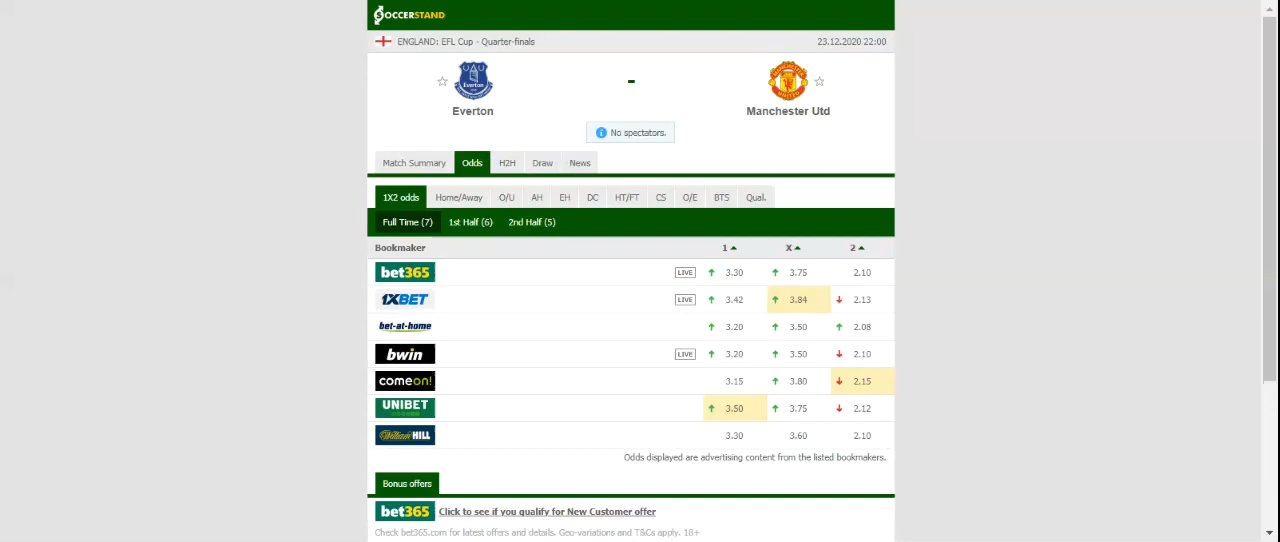 SOCCERSTAND
ENGLAND: EFL Cup - Quarter-finals 23.12.2020 22:00
Everton
-
Everton Manchester Utd
No spectators.
Match Summary Odds H2H Draw News
1X2 odds Home/Away O/U AH EH DC HT/FT CS O/E BTS Qual.
Full Time (7) 1st Half (6) 2nd Half (5)
Bookmaker 1 X 2
bet365 LIVE 3.30 3.75 2.10
1XBET LIVE 3.42 3.84 2.13
bet-at-home 3.20 3.50 2.08
bwin LIVE 3.20 3.50 2.10
comeon! 3.15 3.80 2.15
UNIBET 3.50 3.75 2.12
William HILL 3.30 3.60 2.10
Odds displayed are advertising content from the listed bookmakers.
Bonus offers
bet365 Click to see if you qualify for New Customer offer
Check bet365.com for latest offers and details. Geo-variations and T&Cs apply. 18+